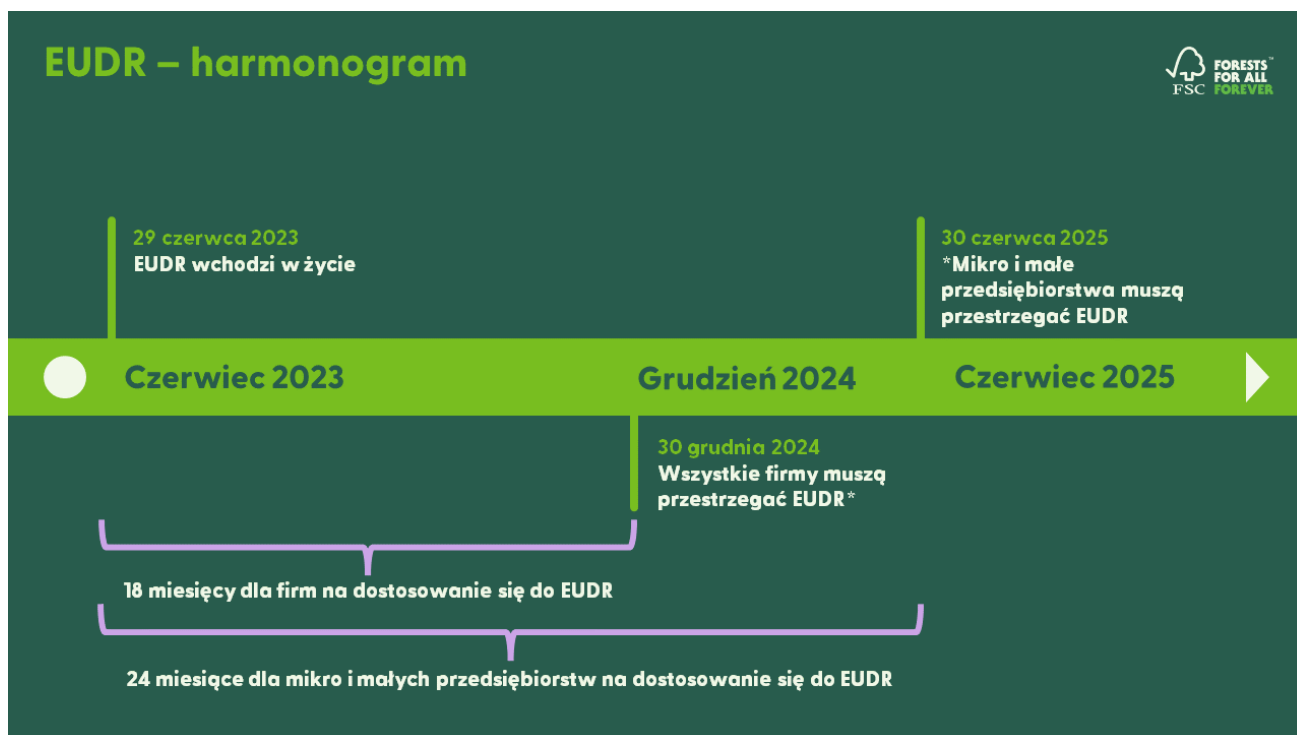 EUDR – harmonogram
FORESTS™
FOR ALL
FOREVER
FSC
29 czerwca 2023
EUDR wchodzi w życie
30 czerwca 2025
*Mikro i małe
przedsiębiorstwa muszą
przestrzegać EUDR
Czerwiec 2023
Grudzień 2024
Czerwiec 2025
30 grudnia 2024
Wszystkie firmy muszą
przestrzegać EUDR*
18 miesięcy dla firm na dostosowanie się do EUDR
24 miesiące dla mikro i małych przedsiębiorstw na dostosowanie się do EUDR